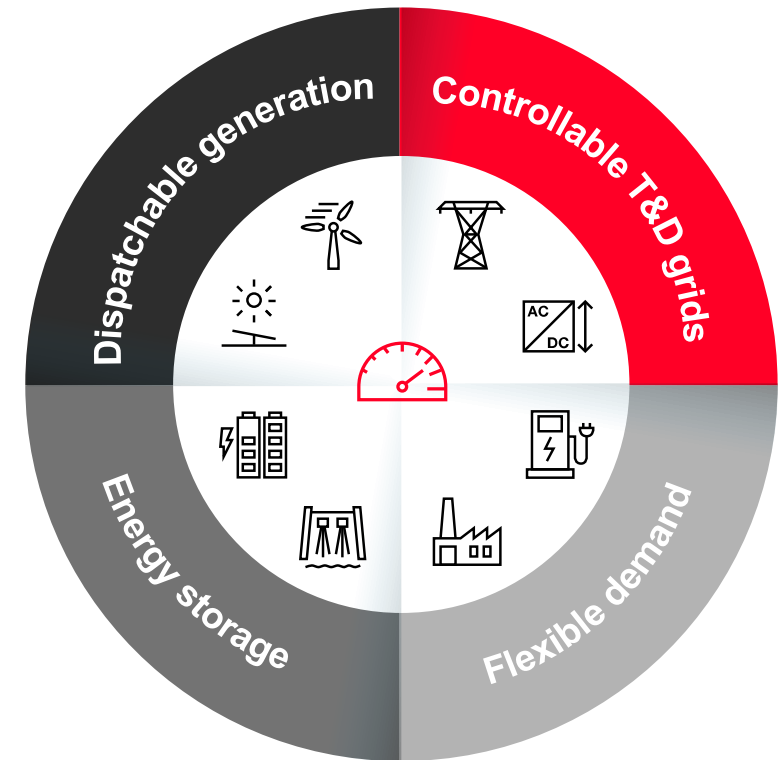 Dispatchable generation
Controllable T&D grids
AC
DC
Energy storage
Flexible demand